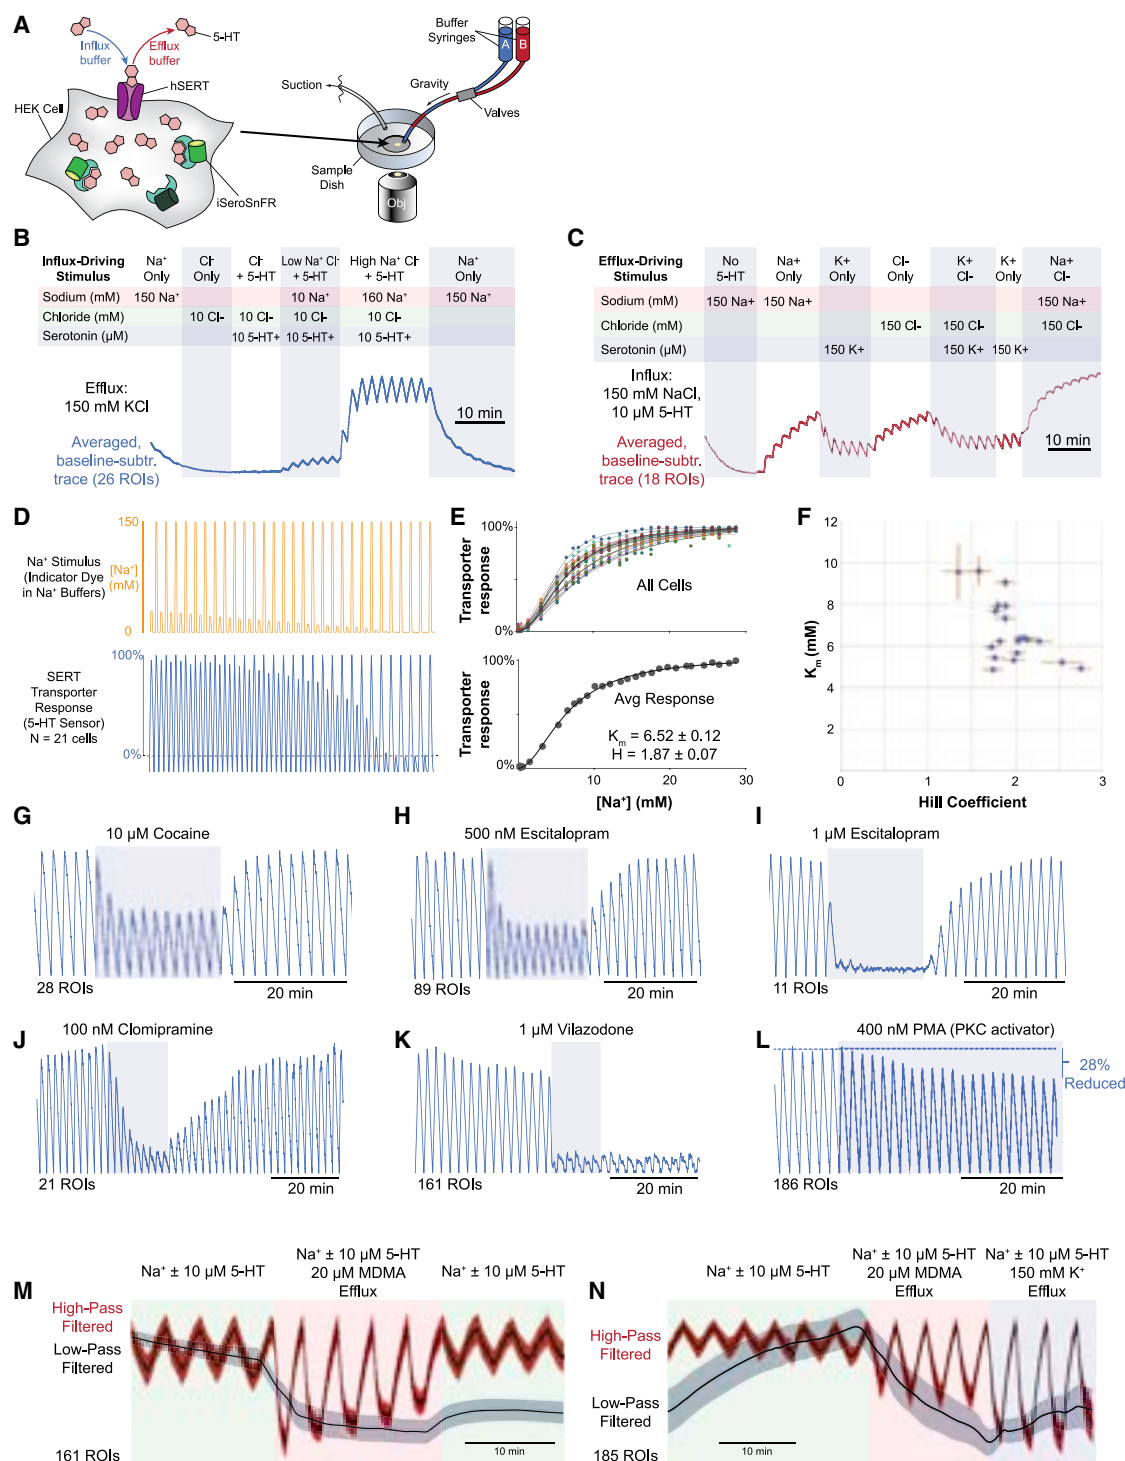 A
Influx
buffer
Efflux
buffer
5-HT
hSERT
HEK Cell
iSeroSnFR
Suction
Gravity
Buffer
Syringes
A
B
Valves
Sample
Dish
Obj
B
Influx-Driving
Stimulus
Na⁺
Only
Cl⁻
Only
Cl⁻
+ 5-HT
Low Na⁺ Cl⁻
+ 5-HT
High Na⁺ Cl⁻
+ 5-HT
Na⁺
Only
Sodium (mM) 150 Na⁺ 10 Na⁺ 160 Na⁺ 150 Na⁺
Chloride (mM) 10 Cl- 10 Cl- 10 Cl- 10 Cl-
Serotonin (µM) 10 5-HT+ 10 5-HT+ 10 5-HT+
Efflux:
150 mM KCl
10 min
Averaged,
baseline-subtr.
trace (26 ROIs)
C
Efflux-Driving
Stimulus
No
5-HT
Na+
Only
K+
Only
Cl-
Only
K+
Cl-
K+
Only
Na+
Cl-
Sodium (mM) 150 Na+ 150 Na+ 150 Na+
Chloride (mM) 150 Cl- 150 Cl- 150 Cl-
Serotonin (µM) 150 K+ 150 K+ 150 K+
Influx:
150 mM NaCl,
10 µM 5-HT
10 min
Averaged,
baseline-subtr.
trace (18 ROIs)
D
Na⁺ Stimulus
(Indicator Dye
in Na⁺ Buffers)
150
[Na⁺]
(mM)
0
SERT
Transporter
Response
(5-HT Sensor)
N = 21 cells
100%
0%
E
100%
Transporter
response
0%
All Cells
100%
Transporter
response
0%
Avg Response
Kₘ = 6.52 ± 0.12
H = 1.87 ± 0.07
10 20 30
[Na⁺] (mM)
F
12
10
8
6
4
2
Kₘ (mM)
0 1 2 3
Hill Coefficient
G
10 µM Cocaine
28 ROIs
20 min
H
500 nM Escitalopram
89 ROIs
20 min
I
1 µM Escitalopram
11 ROIs
20 min
J
100 nM Clomipramine
21 ROIs
20 min
K
1 µM Vilazodone
161 ROIs
20 min
L
400 nM PMA (PKC activator)
28%
Reduced
186 ROIs
20 min
M
Na⁺ ± 10 µM 5-HT
Na⁺ ± 10 µM 5-HT
20 µM MDMA
Efflux
Na⁺ ± 10 µM 5-HT
High-Pass
Filtered
Low-Pass
Filtered
161 ROIs
10 min
N
Na⁺ ± 10 µM 5-HT
Na⁺ ± 10 µM 5-HT
20 µM MDMA
Efflux
Na⁺ ± 10 µM 5-HT
150 mM K⁺
Efflux
High-Pass
Filtered
Low-Pass
Filtered
185 ROIs
10 min